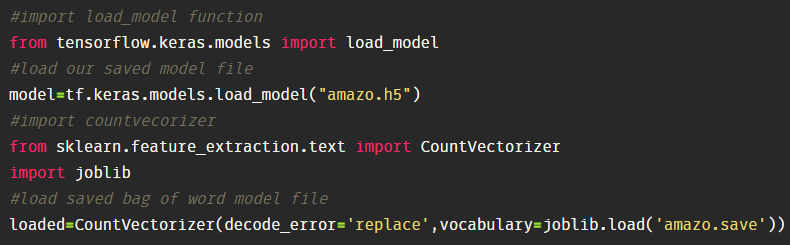 #import load_model function
from tensorflow.keras.models import load_model
#load our saved model file
model=tf.keras.models.load_model("amazo.h5")
#import countvecorizer
from sklearn.feature_extraction.text import CountVectorizer
import joblib
#load saved bag of word model file
loaded=CountVectorizer(decode_error='replace',vocabulary=joblib.load('amazo.save'))